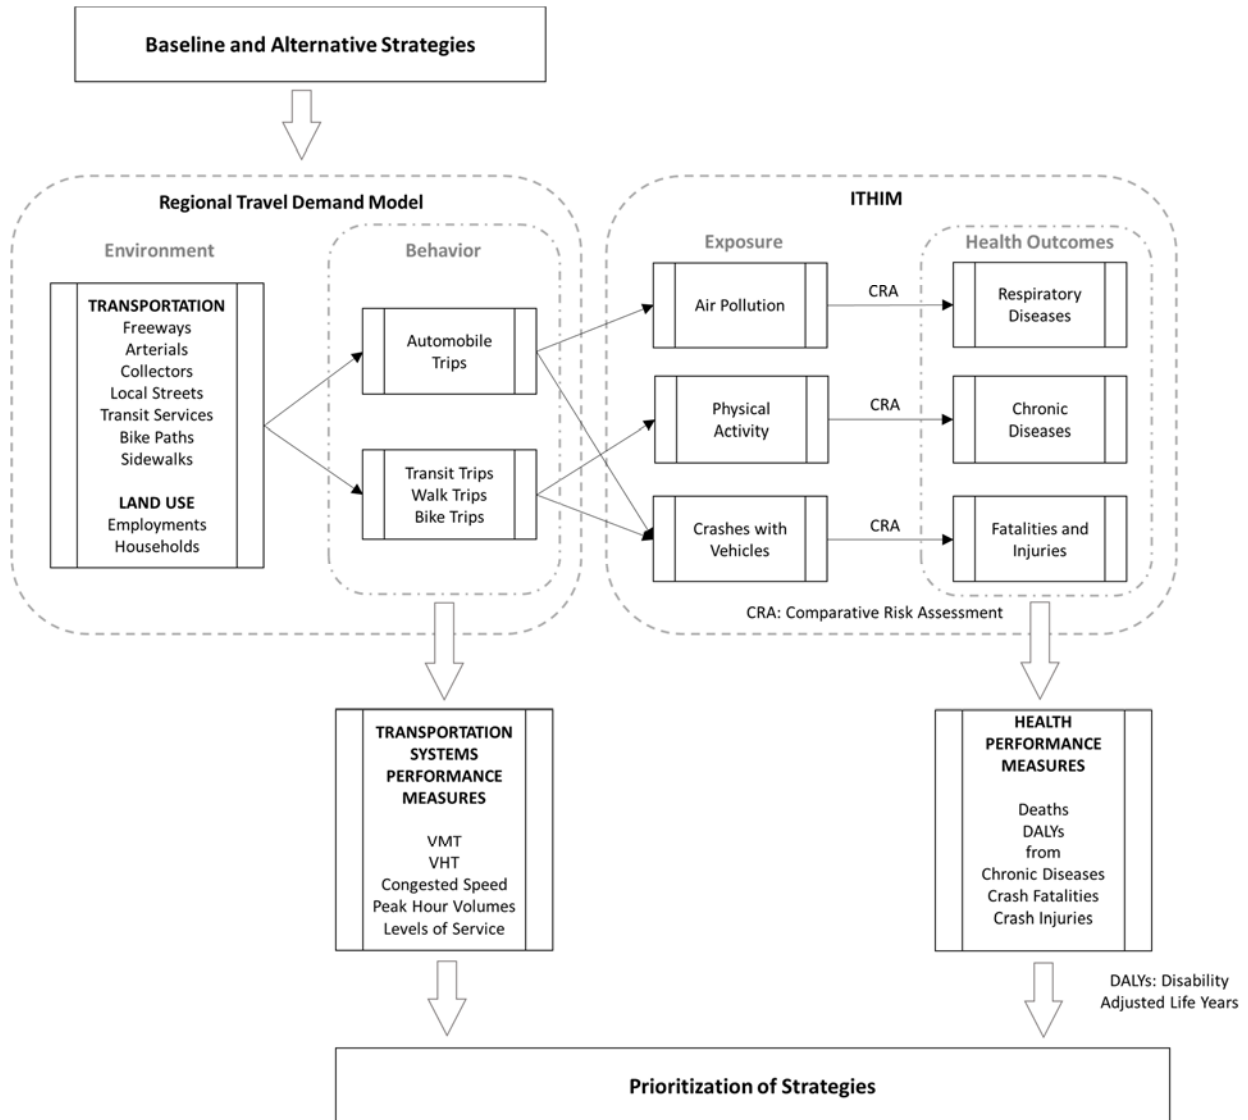 Baseline and Alternative Strategies
Regional Travel Demand Model
Environment
Behavior
TRANSPORTATION
Freeways
Arterials
Collectors
Local Streets
Transit Services
Bike Paths
Sidewalks
LAND USE
Employments
Households
Automobile
Trips
Transit Trips
Walk Trips
Bike Trips
ITHIM
Exposure
Health Outcomes
Air Pollution
CRA
Respiratory
Diseases
Physical
Activity
CRA
Chronic
Diseases
Crashes with
Vehicles
CRA
Fatalities and
Injuries
CRA: Comparative Risk Assessment
TRANSPORTATION
SYSTEMS
PERFORMANCE
MEASURES
VMT
VHT
Congested Speed
Peak Hour Volumes
Levels of Service
HEALTH
PERFORMANCE
MEASURES
Deaths
DALYs
from
Chronic Diseases
Crash Fatalities
Crash Injuries
DALYs: Disability
Adjusted Life Years
Prioritization of Strategies